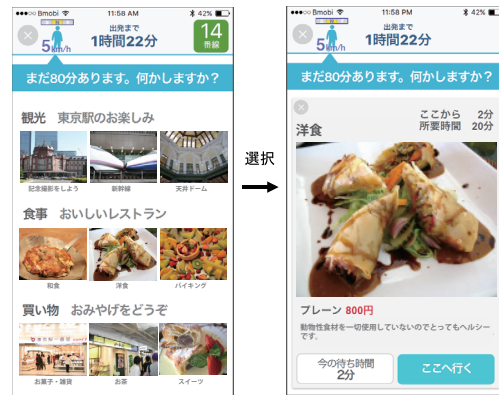 Bmobi 11:58 AM 42%
5km/h
出発まで
1時間22分
14
番線
まだ80分あります。何かしますか？
観光 東京駅のお楽しみ
記念撮影をしよう 新幹線 天井ドーム
食事 おいしいレストラン
和食 洋食 バイキング
買い物 おみやげをどうぞ
お菓子・雑貨 お茶 スイーツ
選択
Bmobi 11:58 PM 42%
5km/h
出発まで
1時間22分
まだ80分あります。何かしますか？
洋食
ここから 2分
所要時間 20分
プレーン 800円
動物性食材を一切使用していないのでとってもヘルシー
です。
今の待ち時間
2分
ここへ行く